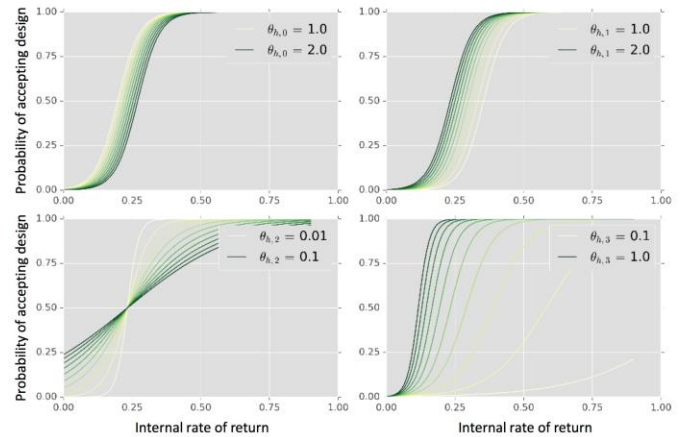 Probability of accepting design
1.00
0.75
0.50
0.25
0.00
0.00 0.25 0.50 0.75 1.00
θh,0 = 1.0
θh,0 = 2.0
1.00
0.75
0.50
0.25
0.00
0.00 0.25 0.50 0.75 1.00
θh,1 = 1.0
θh,1 = 2.0
Probability of accepting design
1.00
0.75
0.50
0.25
0.00
0.00 0.25 0.50 0.75 1.00
θh,2 = 0.01
θh,2 = 0.1
Internal rate of return
1.00
0.75
0.50
0.25
0.00
0.00 0.25 0.50 0.75 1.00
θh,3 = 0.1
θh,3 = 1.0
Internal rate of return